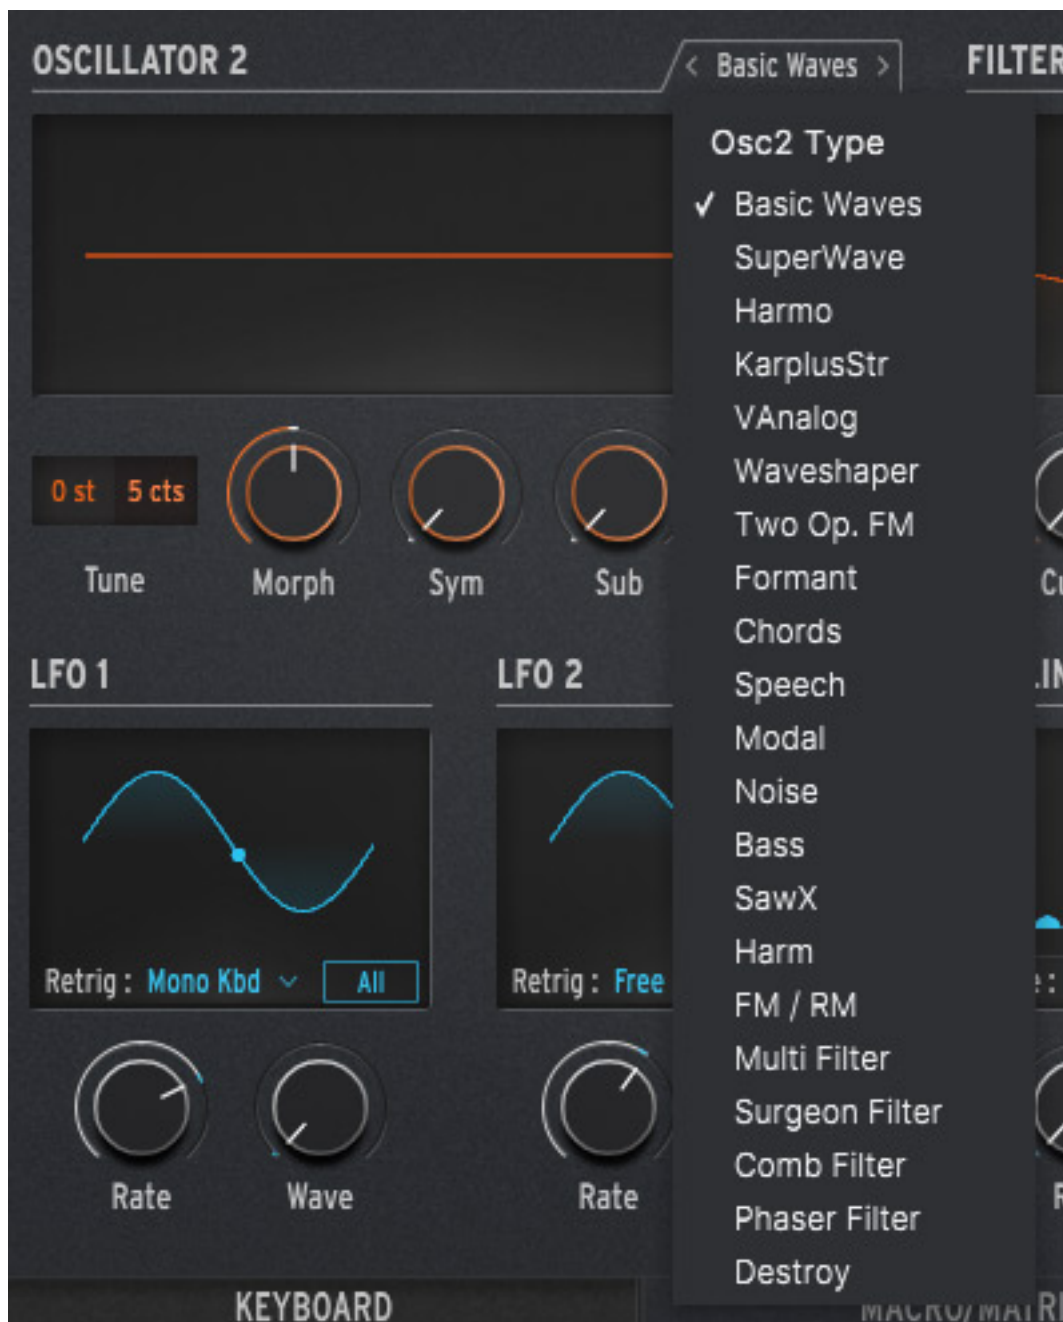 OSCILLATOR 2
< Basic Waves >
FILTER
Osc2 Type
✓ Basic Waves
SuperWave
Harmo
KarplusStr
VAnalog
Waveshaper
Two Op. FM
Formant
Chords
Speech
Modal
Noise
Bass
SawX
Harm
FM / RM
Multi Filter
Surgeon Filter
Comb Filter
Phaser Filter
Destroy
0 st 5 cts
Tune Morph Sym Sub
LFO 1
LFO 2
Retrig : Mono Kbd All
Retrig : Free
Rate Wave
Rate
KEYBOARD